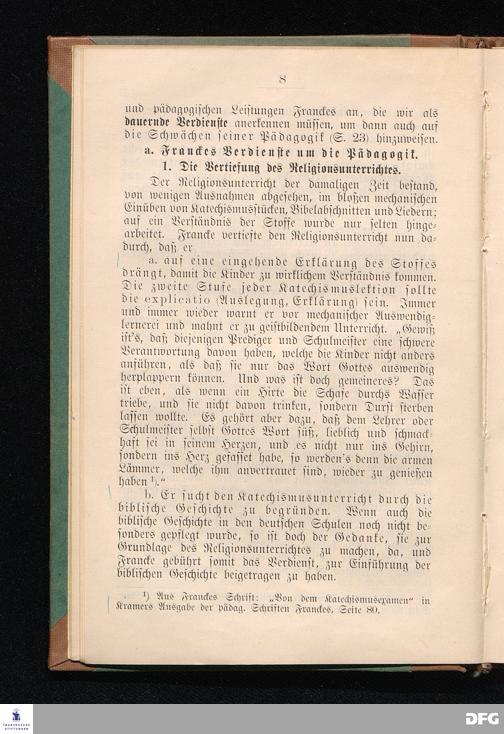 8
und pädagogischen Leistungen Franckes an, die wir als
dauernde Verdienste anerkennen müssen, um dann auch auf
die Schwächen seiner Pädagogik (S. 23) hinzuweisen.
a. Franckes Verdienste um die Pädagogik.
1. Die Vertiefung des Religionsunterrichtes.
Der Religionsunterricht der damaligen Zeit bestand,
von wenigen Ausnahmen abgesehen, im bloßen mechanischen
Einüben von Katechismusstücken, Bibelabschnitten und Liedern;
auf ein Verständnis der Stoffe wurde nur selten hinge-
arbeitet. Francke vertiefte den Religionsunterricht nun da-
durch, daß er
a. auf eine eingehende Erklärung des Stoffes
drängt, damit die Kinder zu wirklichem Verständnis kommen.
Die zweite Stufe jeder Katechismuslektion sollte
die explicatio (Auslegung, Erklärung) sein. Immer
und immer wieder warnt er vor mechanischer Auswendig-
lernerei und mahnt er zu geistbildendem Unterricht. „Gewiß
ist's, daß diejenigen Prediger und Schulmeister eine schwere
Verantwortung davon haben, welche die Kinder nicht anders
anführen, als daß sie nur das Wort Gottes auswendig
herplappern können. Und was ist doch gemeineres? Das
ist eben, als wenn ein Hirte die Schafe durchs Wasser
triebe, und sie nicht davon trinken, sondern Durst sterben
lassen wollte. Es gehört aber dazu, daß dem Lehrer oder
Schulmeister selbst Gottes Wort süß, lieblich und schmack-
haft sei in seinem Herzen, und es nicht nur ins Gehirn,
sondern ins Herz gefasset habe, so werden's denn die armen
Lämmer, welche ihm anvertrauet sind, wieder zu genießen
haben ¹).“
b. Er sucht den Katechismusunterricht durch die
biblische Geschichte zu begründen. Wenn auch die
biblische Geschichte in den deutschen Schulen noch nicht be-
sonders gepflegt wurde, so ist doch der Gedanke, sie zur
Grundlage des Religionsunterrichtes zu machen, da, und
Francke gebührt somit das Verdienst, zur Einführung der
biblischen Geschichte beigetragen zu haben.
¹) Aus Franckes Schrift: „Von dem Katechismusexamen“ in
Kramers Ausgabe der pädag. Schriften Franckes. Seite 80.
FRANCKESCHE
STIFTUNGEN
DFG